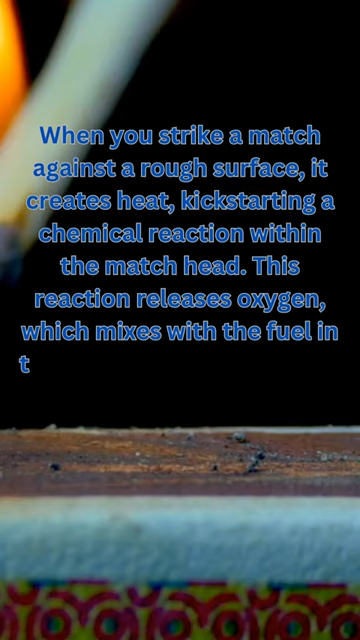 When you strike a match
against a rough surface, it
creates heat, kickstarting a
chemical reaction within
the match head. This
reaction releases oxygen,
which mixes with the fuel in
t